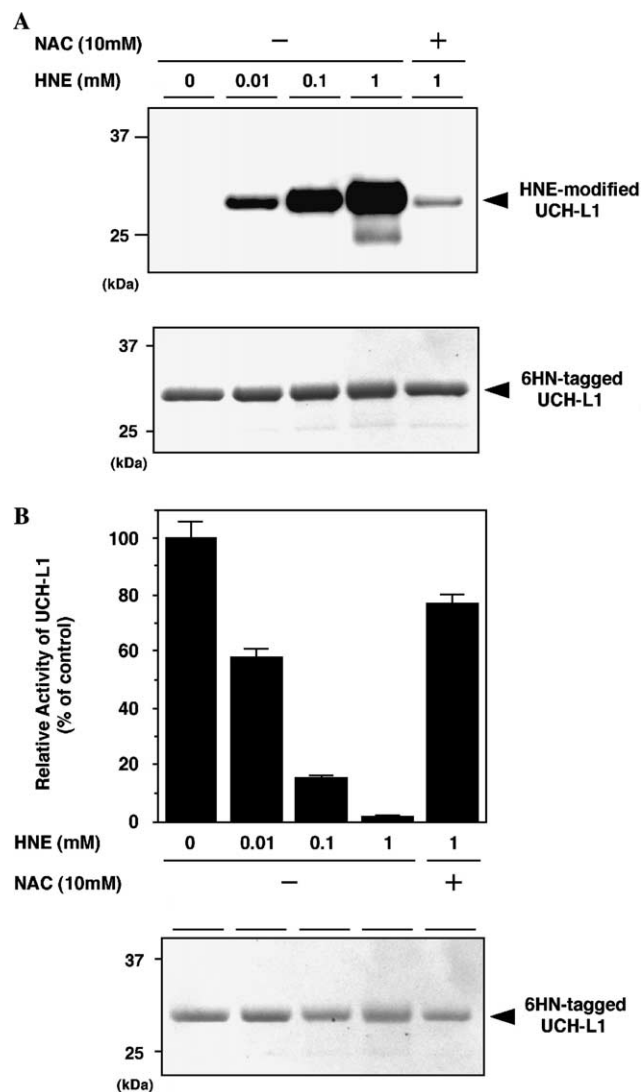 A
NAC (10mM) − +
HNE (mM) 0 0.01 0.1 1 1
37
HNE-modified
UCH-L1
25
(kDa)
37
6HN-tagged
UCH-L1
25
(kDa)
B
Relative Activity of UCH-L1
(% of control)
100
80
60
40
20
0
HNE (mM) 0 0.01 0.1 1 1
NAC (10mM) − +
37
6HN-tagged
UCH-L1
25
(kDa)